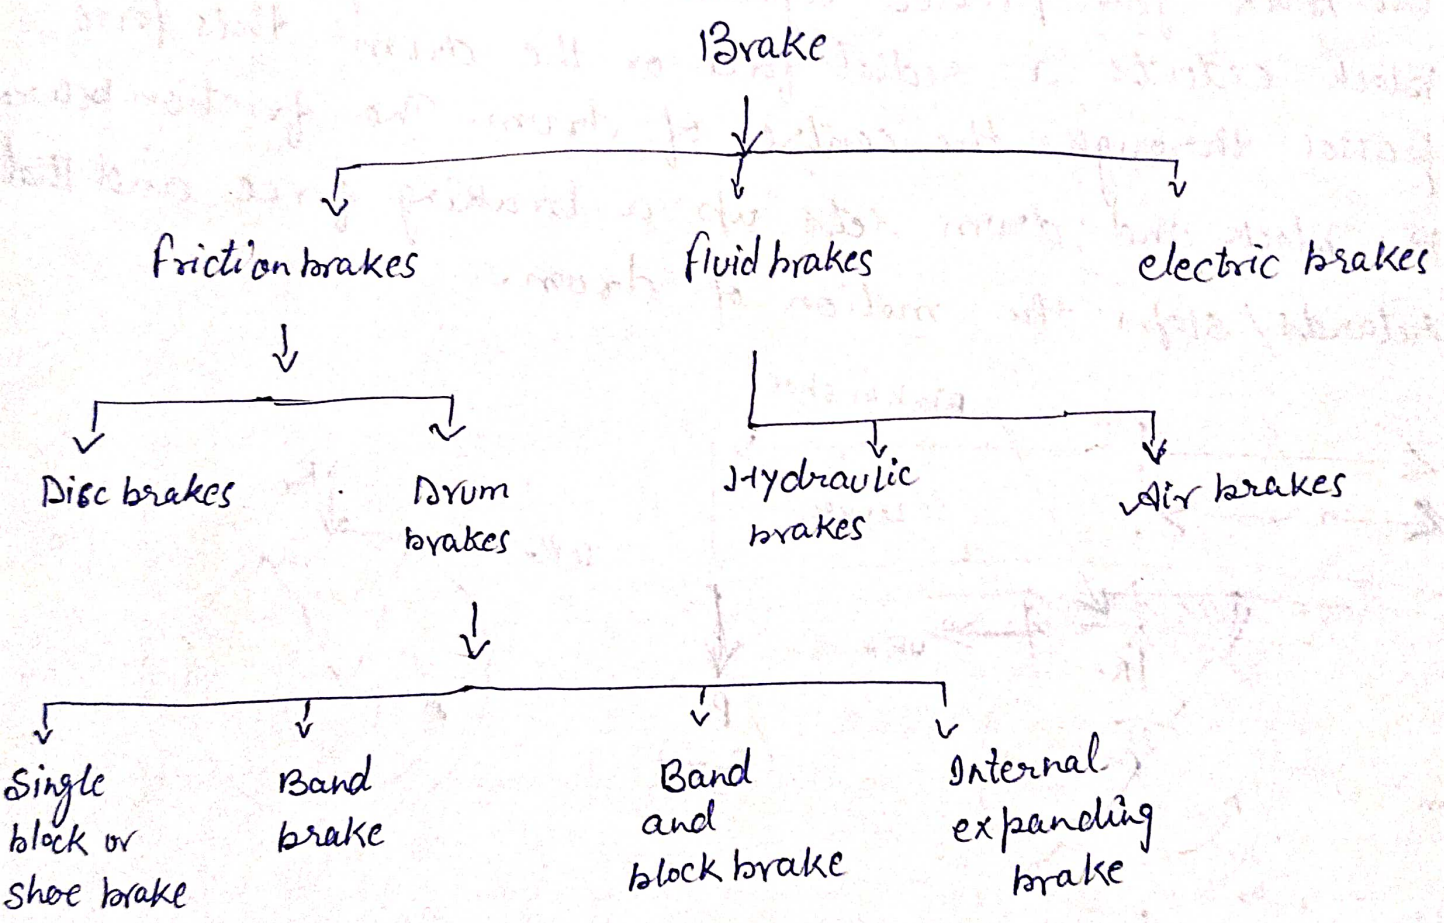 Brake
friction brakes
fluid brakes
electric brakes
Disc brakes
Drum
brakes
Hydraulic
brakes
Air brakes
Single
block or
shoe brake
Band
brake
Band
and
block brake
Internal
expanding
brake